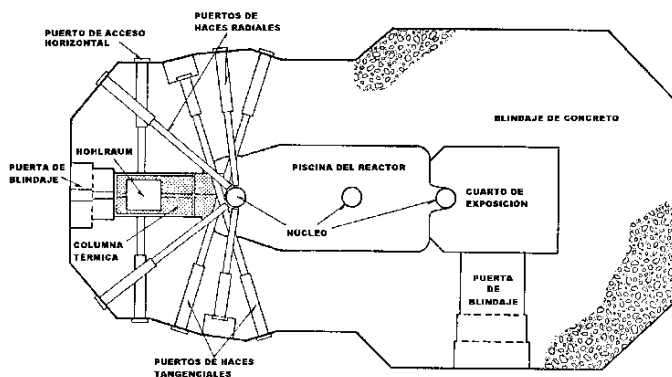 PUERTOS DE
HACES RADIALES
PUERTO DE ACCESO
HORIZONTAL
BLINDAJE DE CONCRETO
HOHLRAUM
PUERTA DE
BLINDAJE
PISCINA DEL REACTOR
CUARTO DE
EXPOSICIÓN
NÚCLEO
COLUMNA
TÉRMICA
PUERTA
DE
BLINDAJE
PUERTOS DE HACES
TANGENCIALES